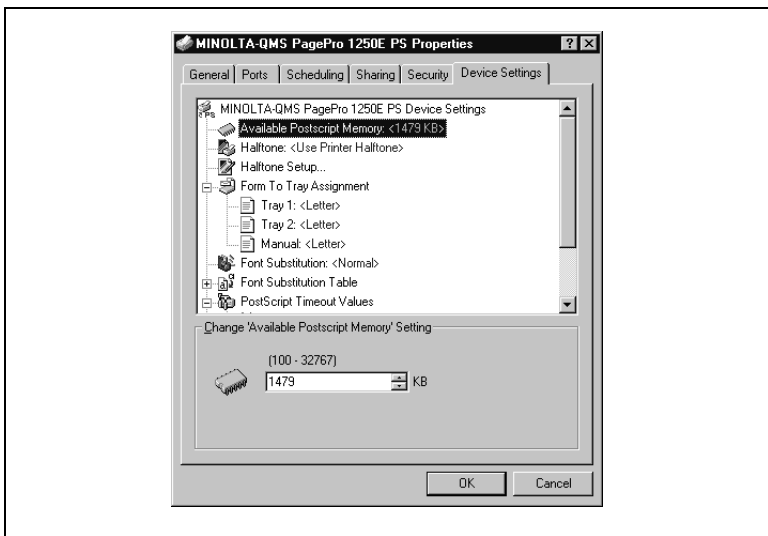 MINOLTA-QMS PagePro 1250E PS Properties
General Ports Scheduling Sharing Security Device Settings
MINOLTA-QMS PagePro 1250E PS Device Settings
Available Postscript Memory: <1479 KB>
Halftone: <Use Printer Halftone>
Halftone Setup...
Form To Tray Assignment
Tray 1: <Letter>
Tray 2: <Letter>
Manual: <Letter>
Font Substitution: <Normal>
Font Substitution Table
PostScript Timeout Values
Change 'Available Postscript Memory' Setting
(100 - 32767)
1479 KB
OK Cancel